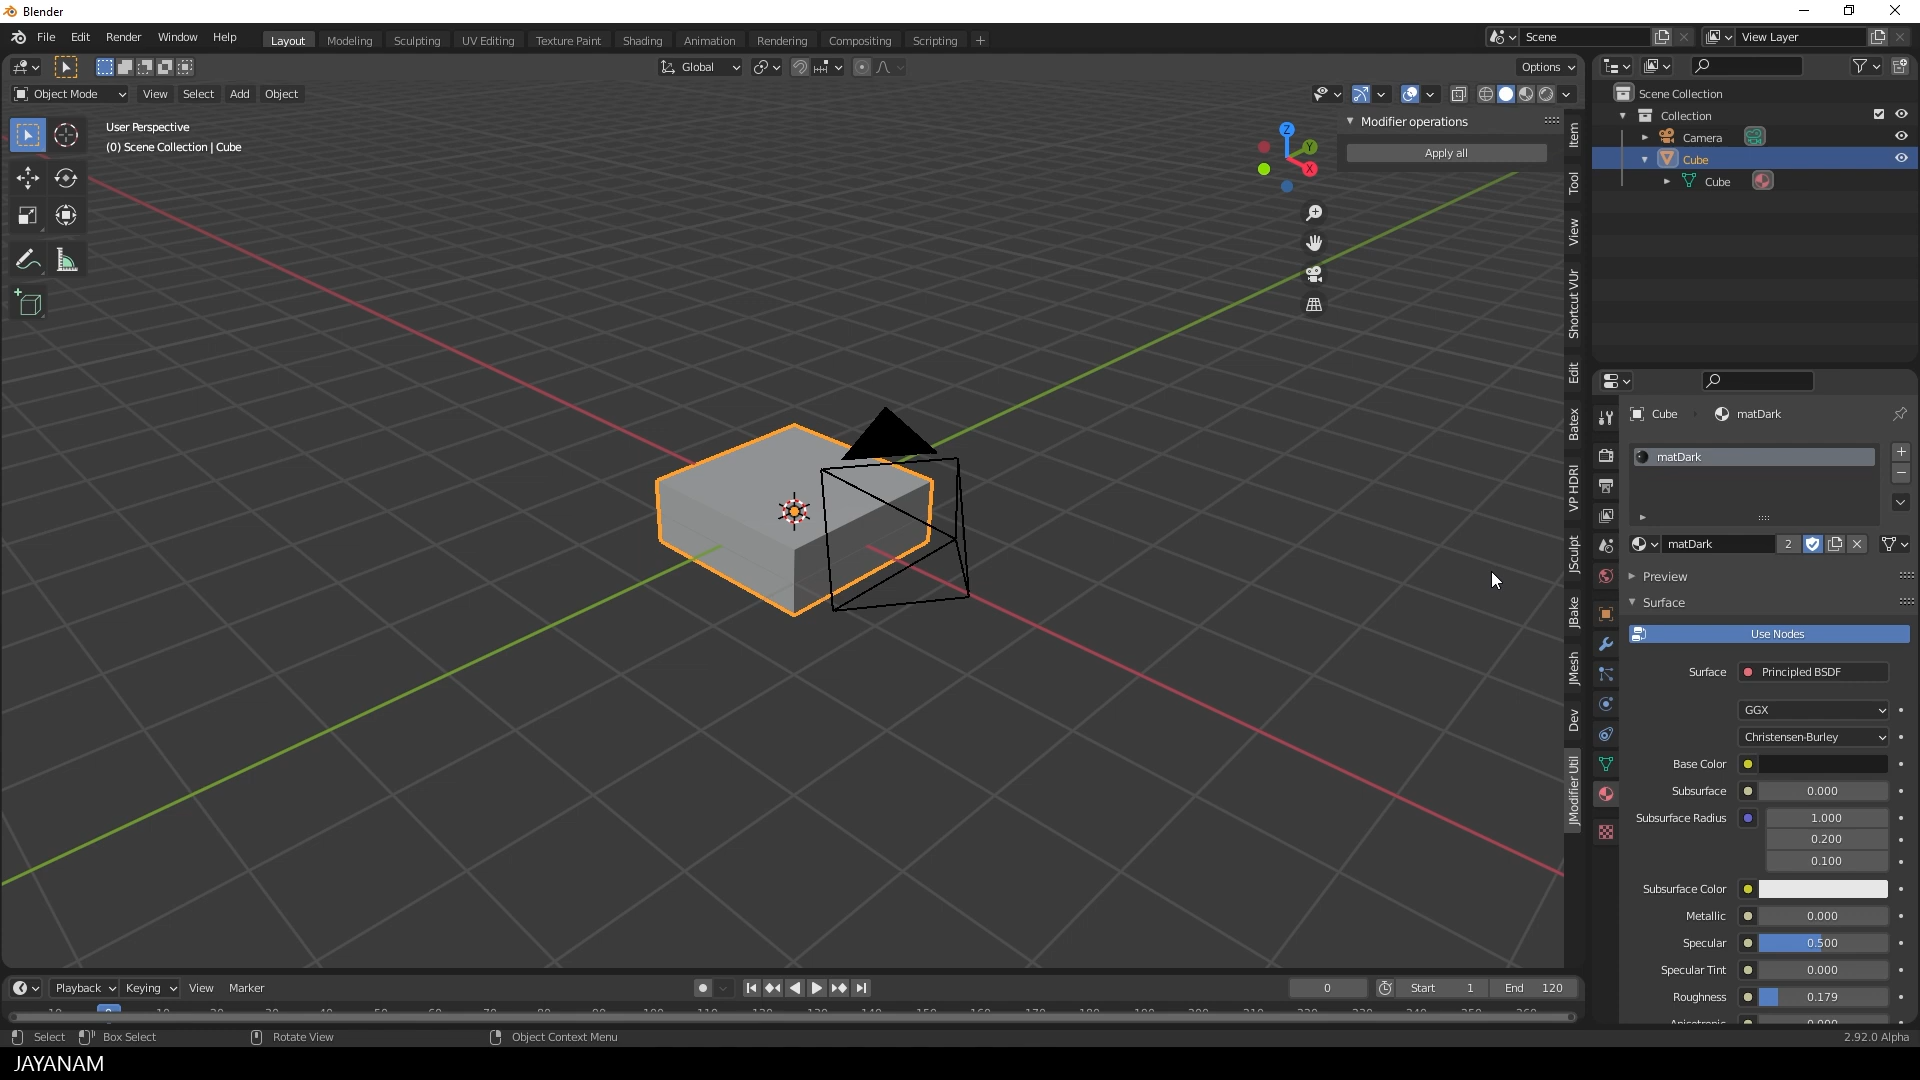 Blender
File Edit Render Window Help Layout Modeling Sculpting UV Editing Texture Paint Shading Animation Rendering Compositing Scripting + Scene View Layer
Global Options
Object Mode View Select Add Object
User Perspective
(0) Scene Collection | Cube
Z
Y
X
Modifier operations
Apply all
Item
Tool
View
Shortcut VUr
Edit
Batex
VP HDRI
JSculpt
JBake
JMesh
Dev
JModifier Util
Scene Collection
Collection
Camera
Cube
Cube
Cube matDark
matDark
matDark 2
Preview
Surface
Use Nodes
Surface Principled BSDF
GGX
Christensen-Burley
Base Color
Subsurface 0.000
Subsurface Radius 1.000
0.200
0.100
Subsurface Color
Metallic 0.000
Specular 0.500
Specular Tint 0.000
Roughness 0.179
Playback Keying View Marker 0 Start 1 End 120
Select Box Select Rotate View Object Context Menu 2.92.0 Alpha
JAYANAM